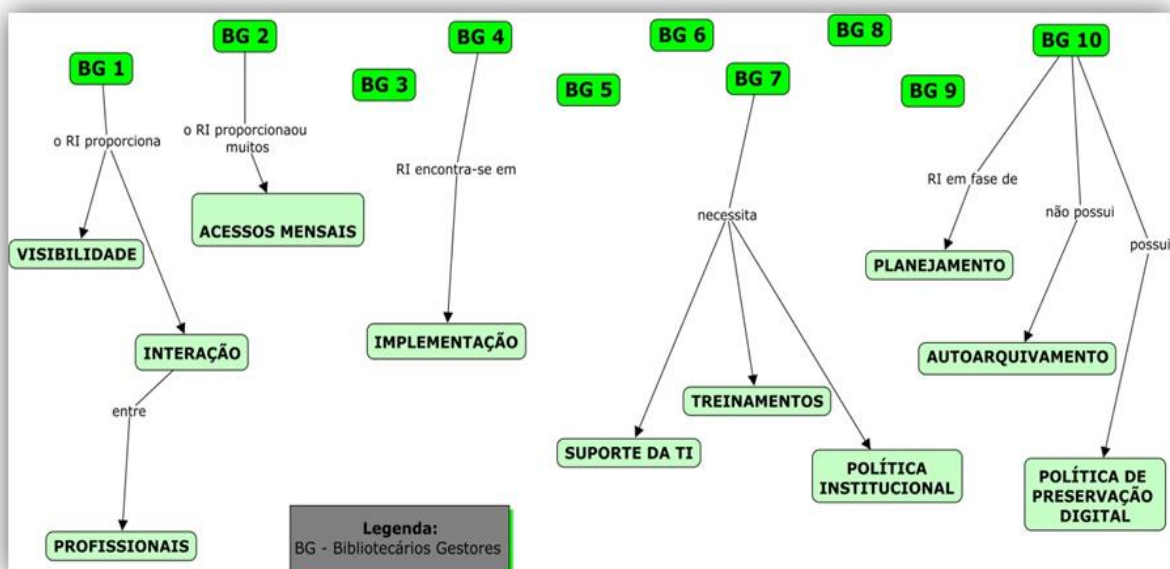 BG 1
BG 2
BG 3
BG 4
BG 5
BG 6
BG 7
BG 8
BG 9
BG 10
o RI proporciona
o RI proporcionaou
muitos
RI encontra-se em
necessita
RI em fase de
não possui
possui
VISIBILIDADE
ACESSOS MENSAIS
INTERAÇÃO
entre
PROFISSIONAIS
IMPLEMENTAÇÃO
SUPORTE DA TI
TREINAMENTOS
POLÍTICA
INSTITUCIONAL
PLANEJAMENTO
AUTOARQUIVAMENTO
POLÍTICA DE
PRESERVAÇÃO
DIGITAL
Legenda:
BG - Bibliotecários Gestores